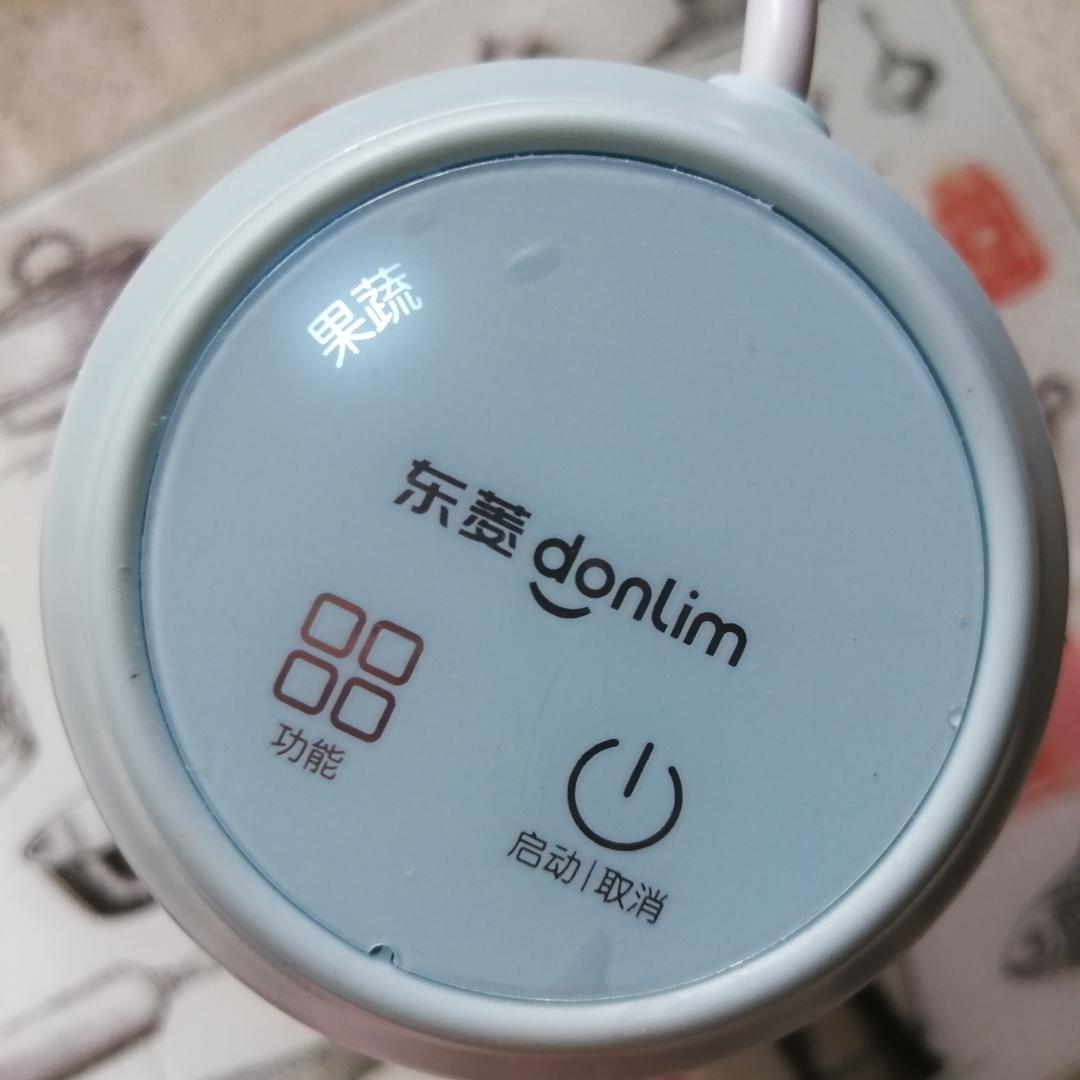 果蔬
东菱 donlim
功能
启动|取消